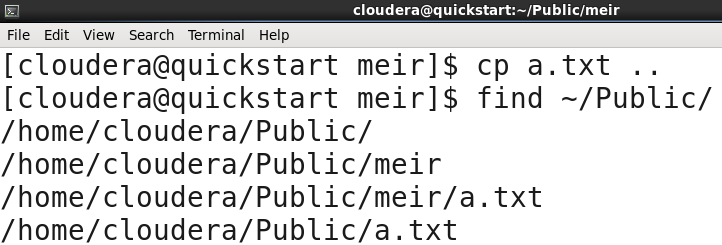 cloudera@quickstart:~/Public/meir
File Edit View Search Terminal Help
[cloudera@quickstart meir]$ cp a.txt ..
[cloudera@quickstart meir]$ find ~/Public/
/home/cloudera/Public/
/home/cloudera/Public/meir
/home/cloudera/Public/meir/a.txt
/home/cloudera/Public/a.txt